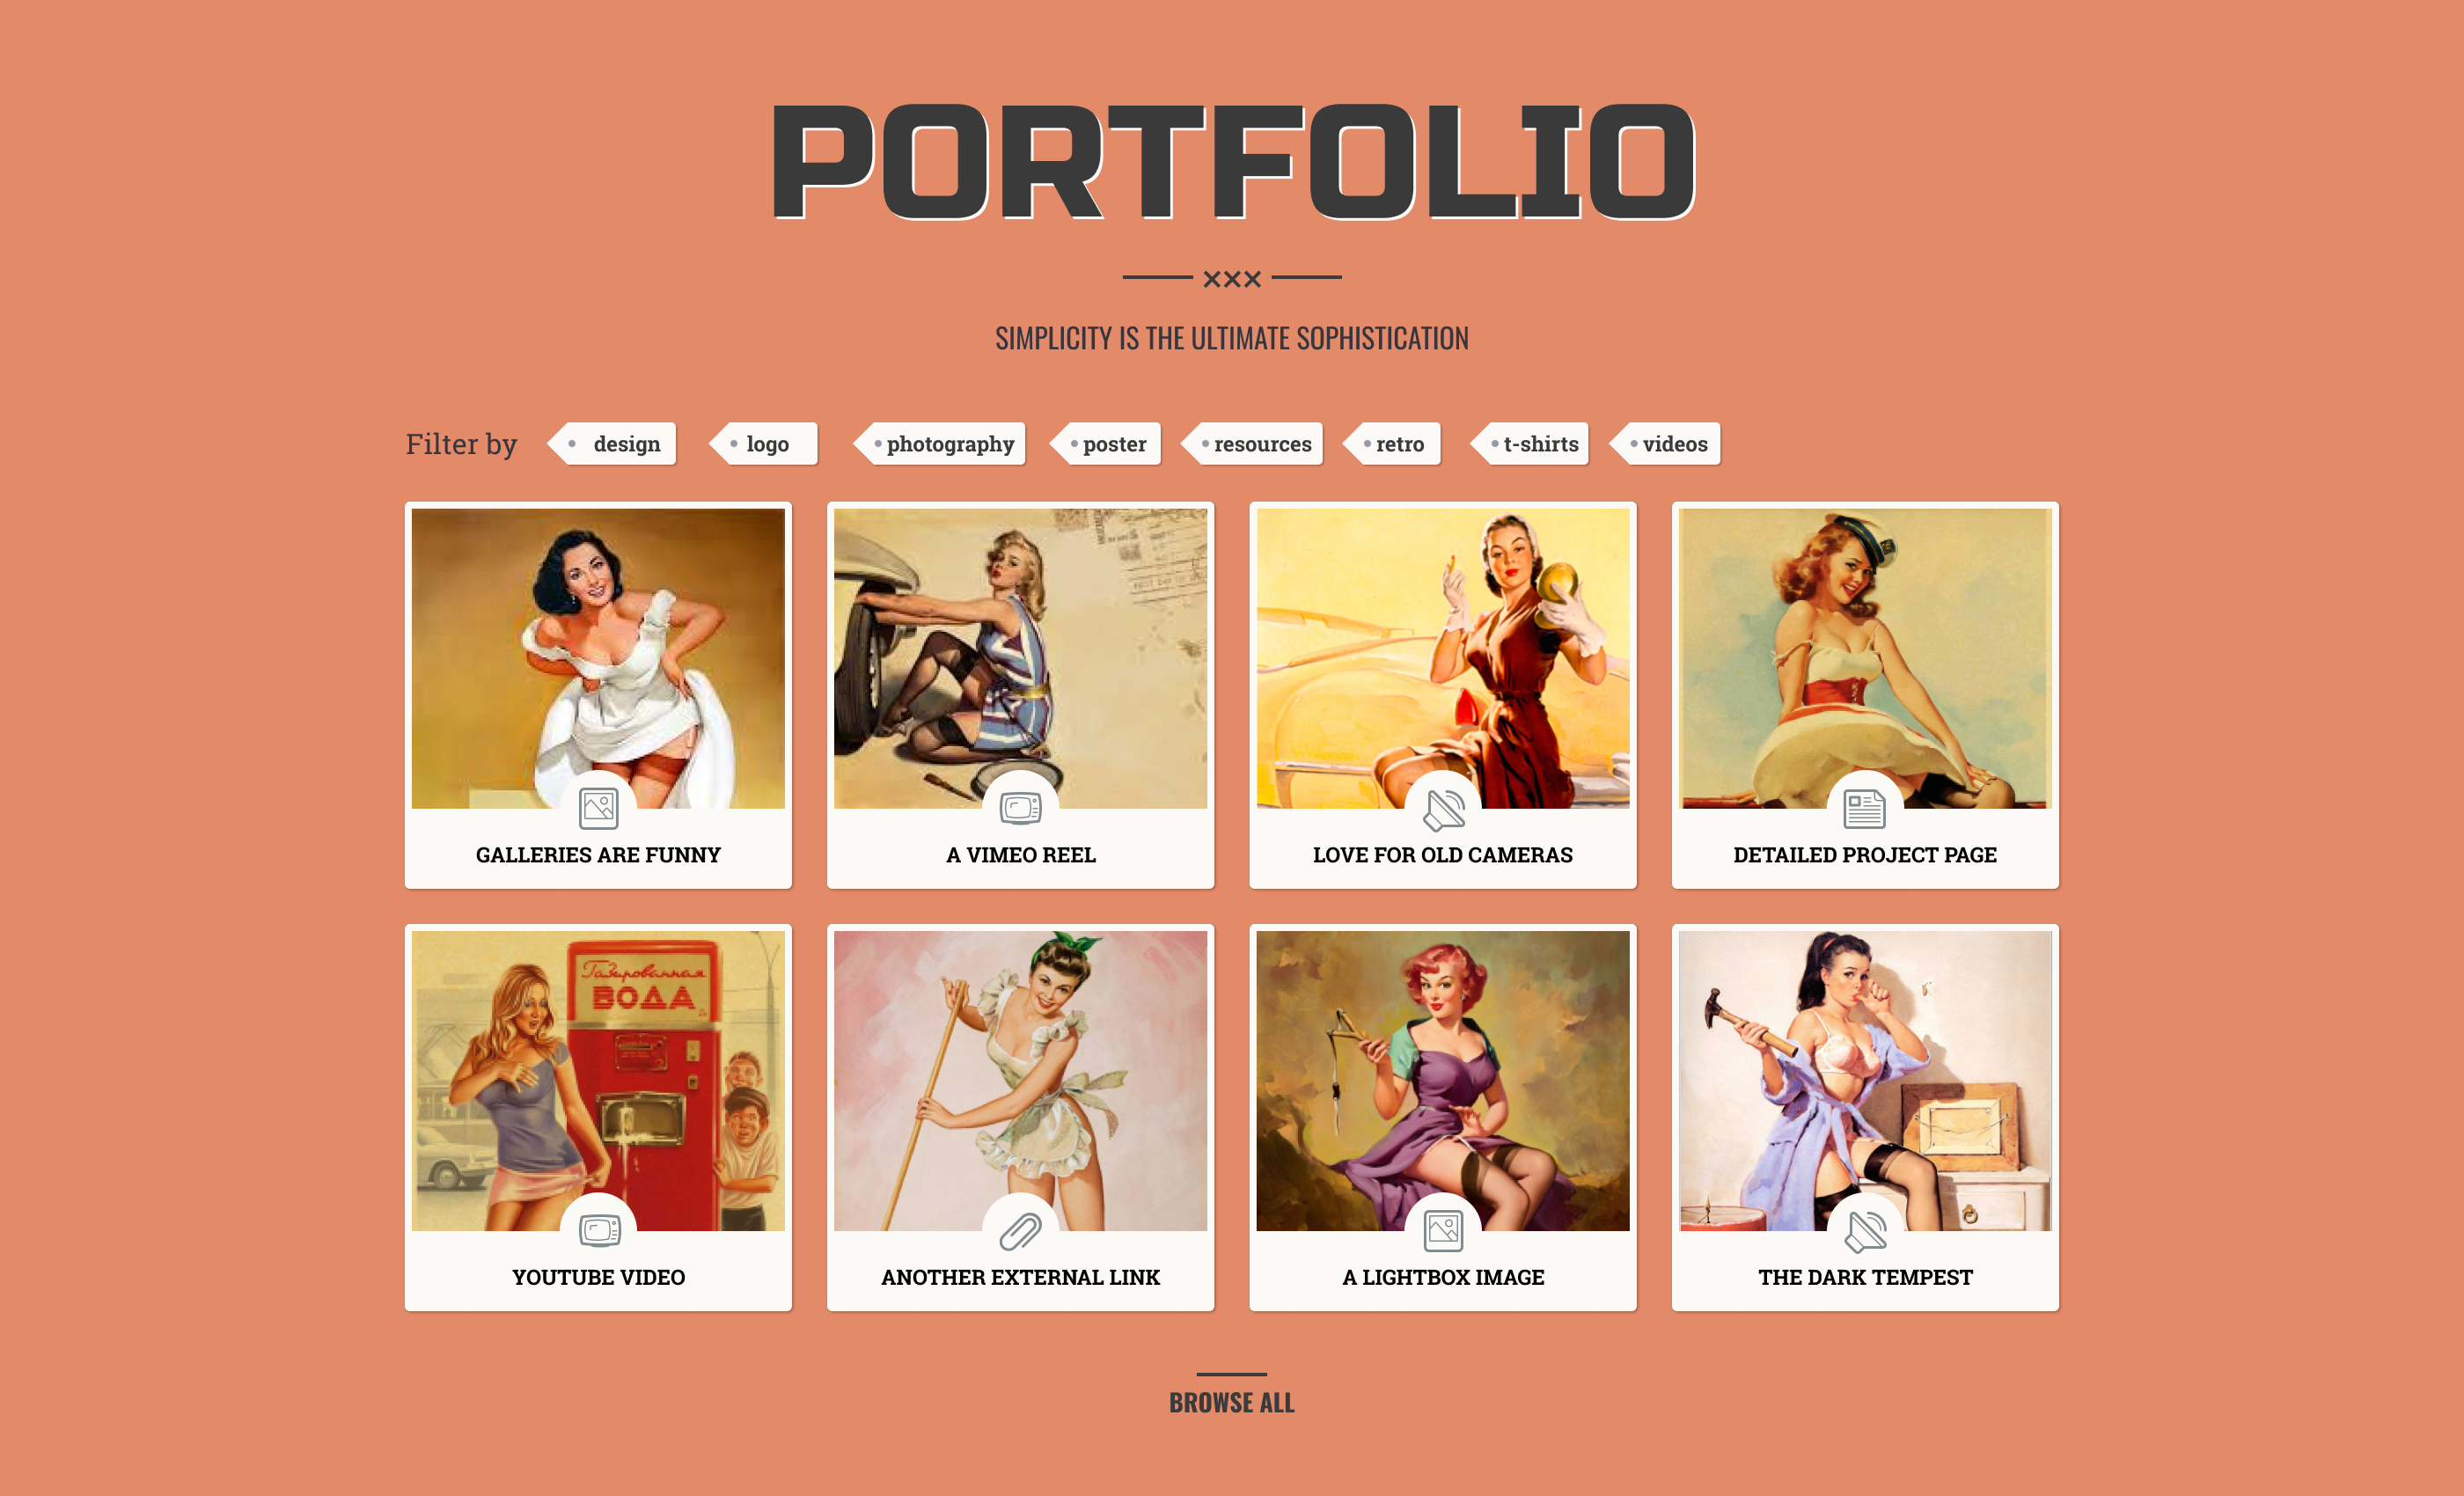 PORTFOLIO
×××
SIMPLICITY IS THE ULTIMATE SOPHISTICATION
Filter by design logo photography poster resources retro t-shirts videos
GALLERIES ARE FUNNY
A VIMEO REEL
LOVE FOR OLD CAMERAS
DETAILED PROJECT PAGE
Газированная
ВОДА
YOUTUBE VIDEO
ANOTHER EXTERNAL LINK
A LIGHTBOX IMAGE
THE DARK TEMPEST
BROWSE ALL